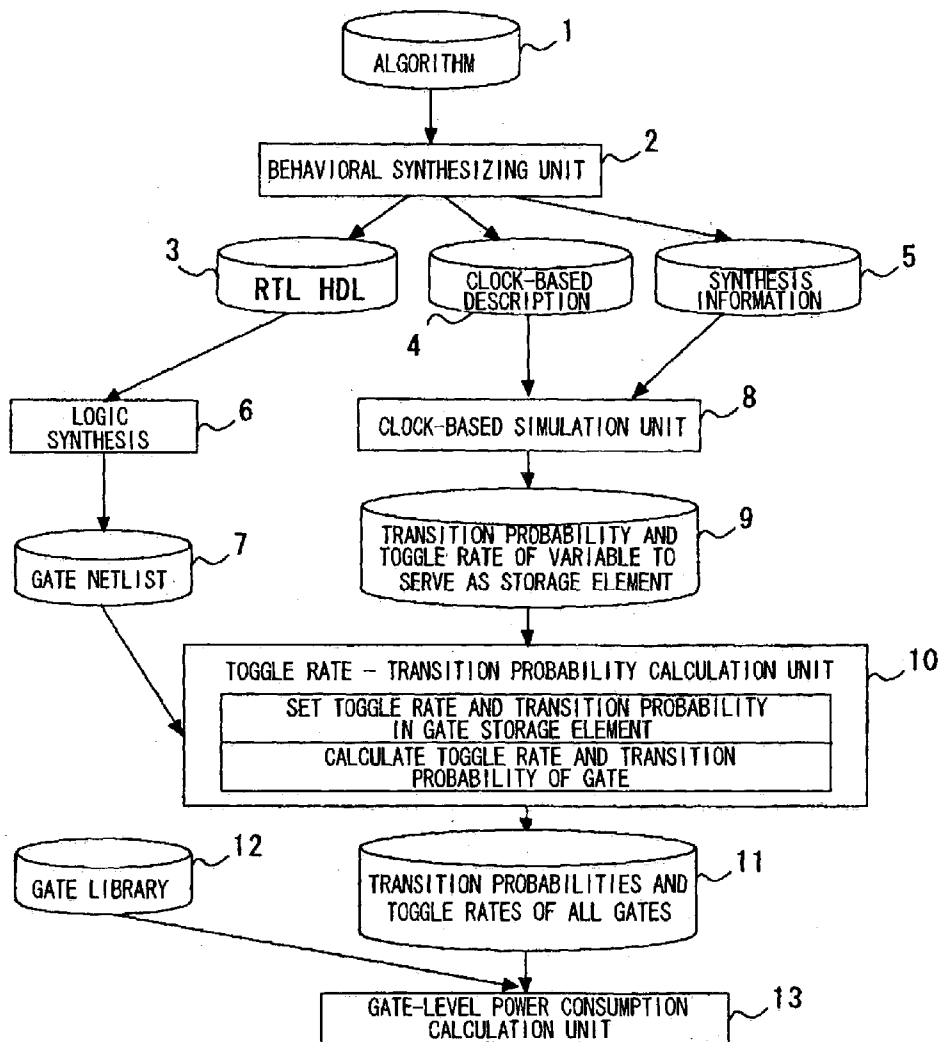 1
ALGORITHM
2
BEHAVIORAL SYNTHESIZING UNIT
3
RTL HDL
CLOCK-BASED
DESCRIPTION
4
SYNTHESIS
INFORMATION
5
LOGIC
SYNTHESIS
6
CLOCK-BASED SIMULATION UNIT
8
GATE NETLIST
7
TRANSITION PROBABILITY AND
TOGGLE RATE OF VARIABLE TO
SERVE AS STORAGE ELEMENT
9
TOGGLE RATE – TRANSITION PROBABILITY CALCULATION UNIT
10
SET TOGGLE RATE AND TRANSITION PROBABILITY
IN GATE STORAGE ELEMENT
CALCULATE TOGGLE RATE AND TRANSITION
PROBABILITY OF GATE
GATE LIBRARY
12
TRANSITION PROBABILITIES AND
TOGGLE RATES OF ALL GATES
11
GATE-LEVEL POWER CONSUMPTION
CALCULATION UNIT
13